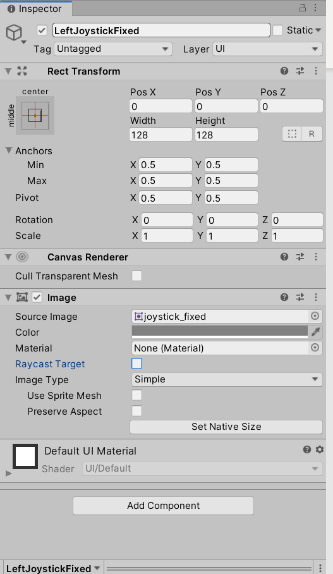 Inspector
LeftJoystickFixed Static
Tag Untagged Layer UI
Rect Transform
center
middle
Pos X Pos Y Pos Z
0 0 0
Width Height
128 128
R
Anchors
Min X 0.5 Y 0.5
Max X 0.5 Y 0.5
Pivot X 0.5 Y 0.5
Rotation X 0 Y 0 Z 0
Scale X 1 Y 1 Z 1
Canvas Renderer
Cull Transparent Mesh
Image
Source Image joystick_fixed
Color
Material None (Material)
Raycast Target
Image Type Simple
Use Sprite Mesh
Preserve Aspect
Set Native Size
Default UI Material
Shader UI/Default
Add Component
LeftJoystickFixed